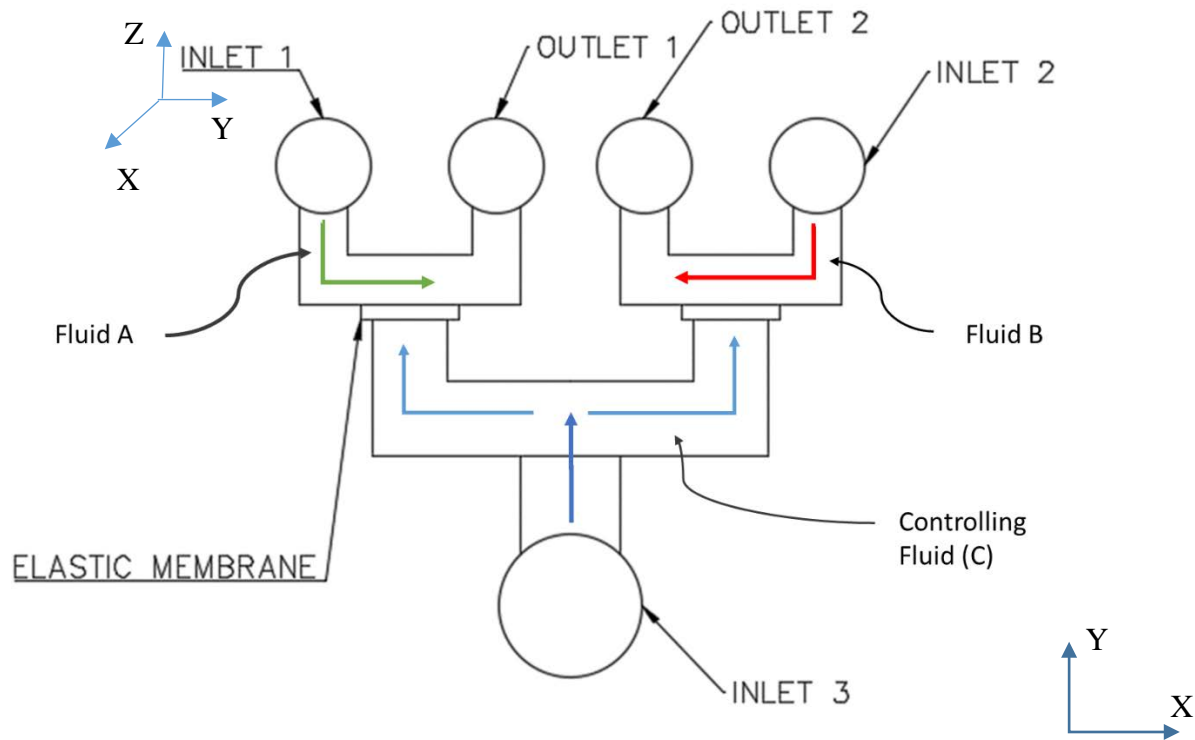 Z
INLET 1
OUTLET 1
OUTLET 2
INLET 2
Y
X
Fluid A
Fluid B
Controlling
Fluid (C)
ELASTIC MEMBRANE
INLET 3
Y
X